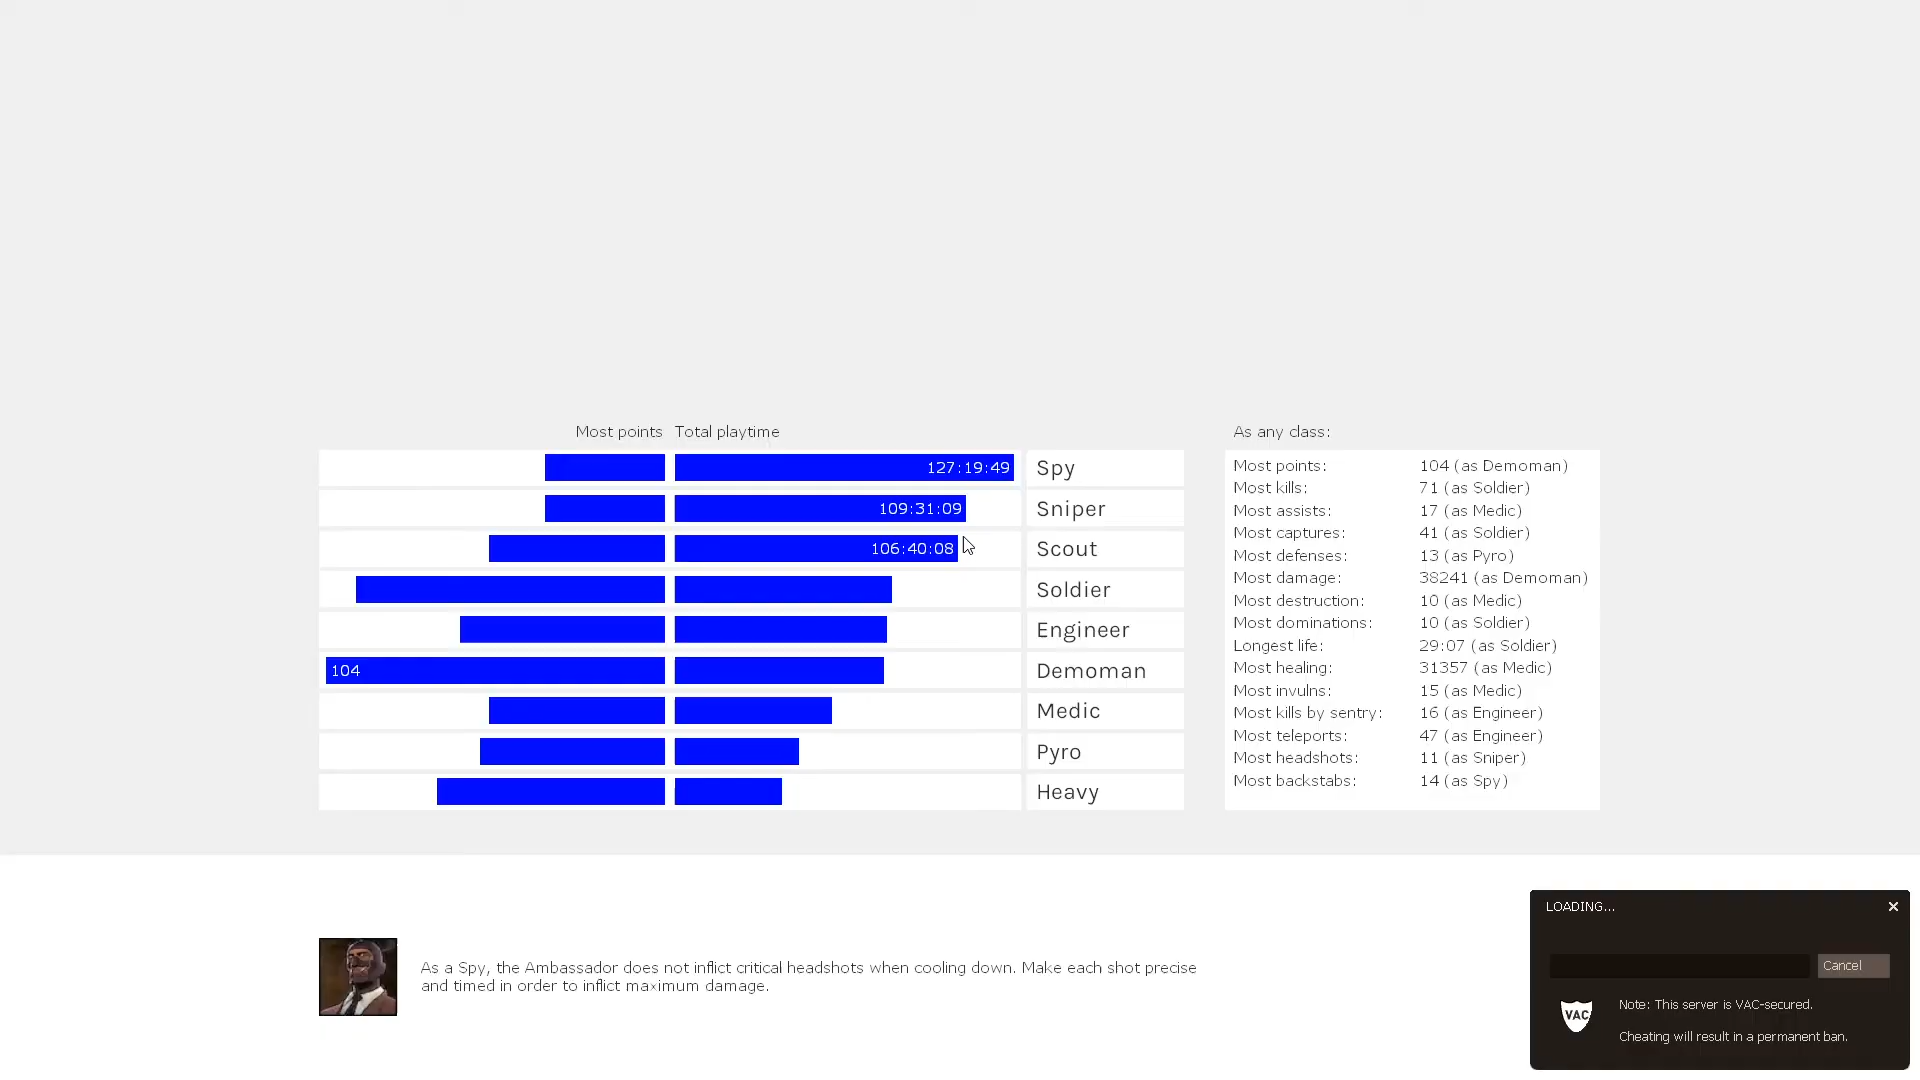 Most points Total playtime
127:19:49 Spy
109:31:09 Sniper
106:40:08 Scout
Soldier
Engineer
104 Demoman
Medic
Pyro
Heavy
As any class:
Most points: 104 (as Demoman)
Most kills: 71 (as Soldier)
Most assists: 17 (as Medic)
Most captures: 41 (as Soldier)
Most defenses: 13 (as Pyro)
Most damage: 38241 (as Demoman)
Most destruction: 10 (as Medic)
Most dominations: 10 (as Soldier)
Longest life: 29:07 (as Soldier)
Most healing: 31357 (as Medic)
Most invulns: 15 (as Medic)
Most kills by sentry: 16 (as Engineer)
Most teleports: 47 (as Engineer)
Most headshots: 11 (as Sniper)
Most backstabs: 14 (as Spy)
As a Spy, the Ambassador does not inflict critical headshots when cooling down. Make each shot precise
and timed in order to inflict maximum damage.
LOADING...
Cancel
VAC
Note: This server is VAC-secured.
Cheating will result in a permanent ban.